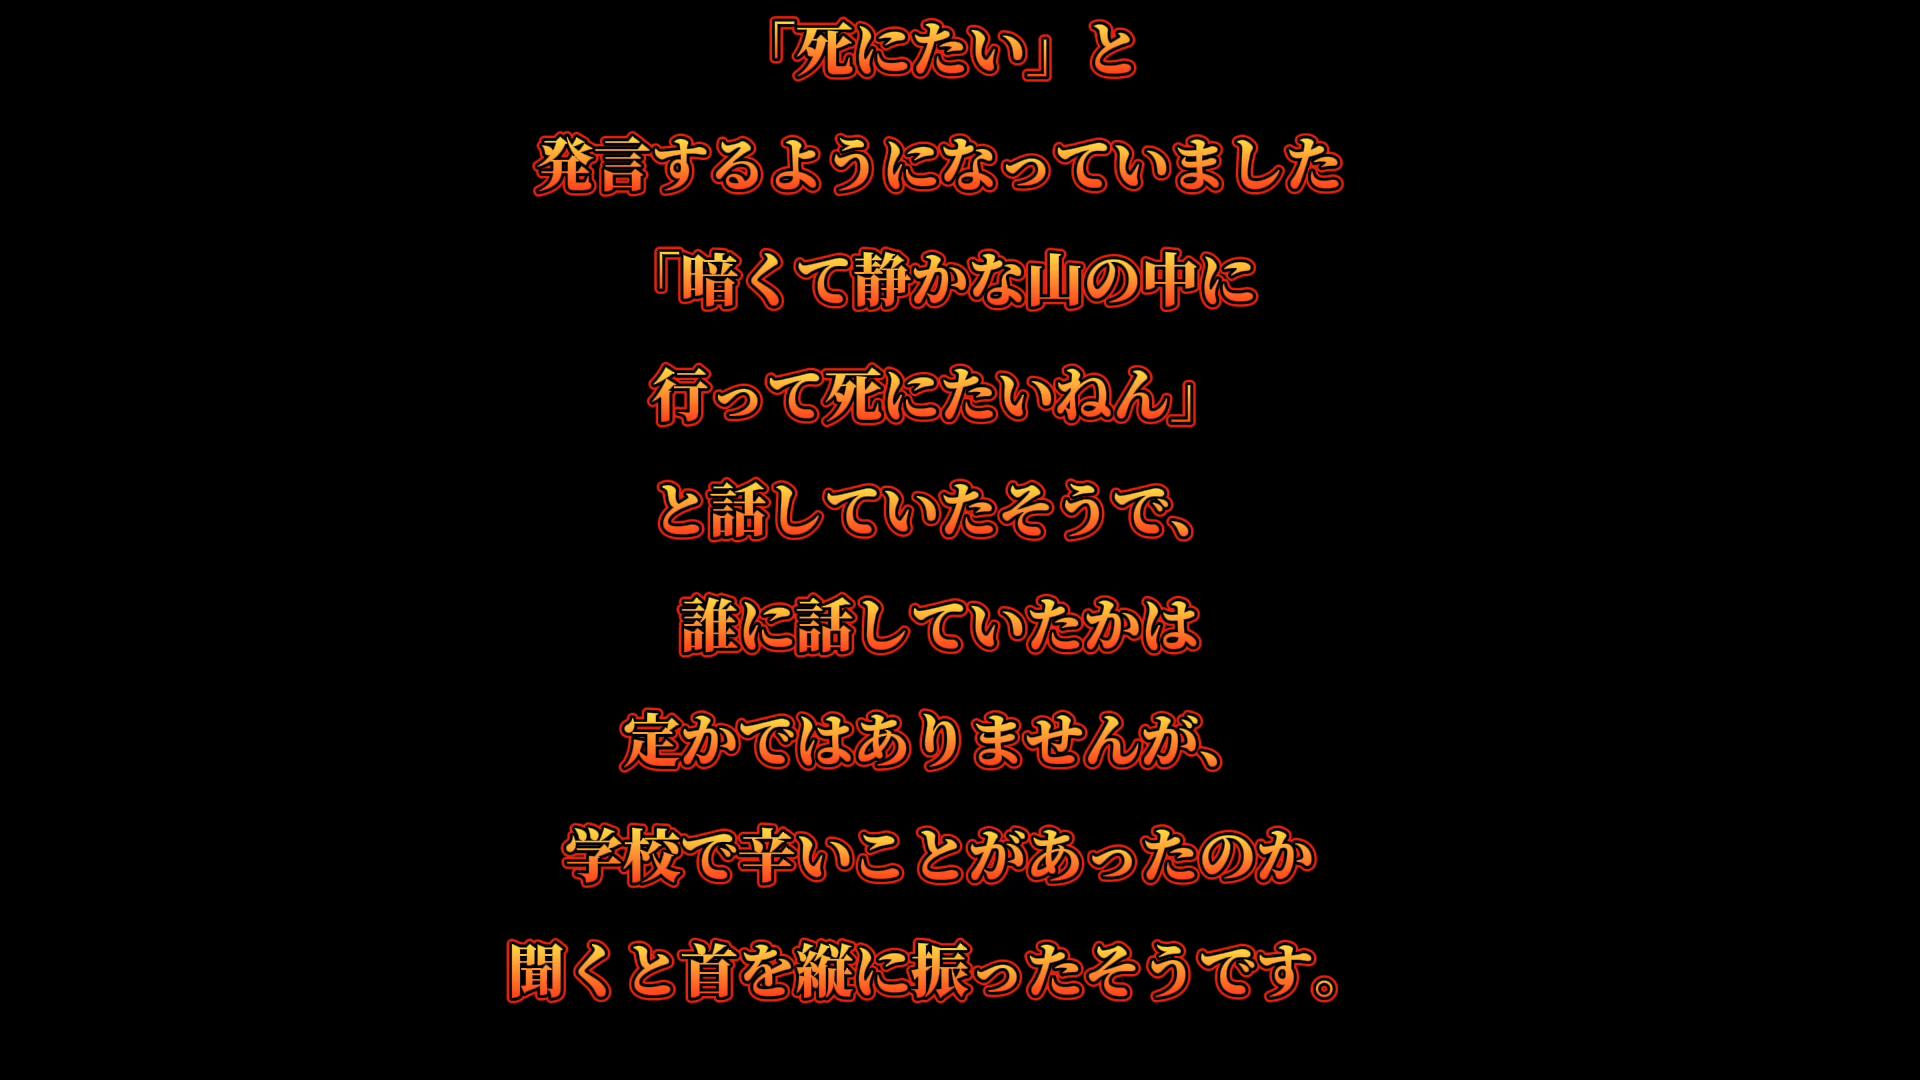 「死にたい」と
発言するようになっていました
「暗くて静かな山の中に
行って死にたいねん」
と話していたそうで、
誰に話していたかは
定かではありませんが、
学校で辛いことがあったのか
聞くと首を縦に振ったそうです。